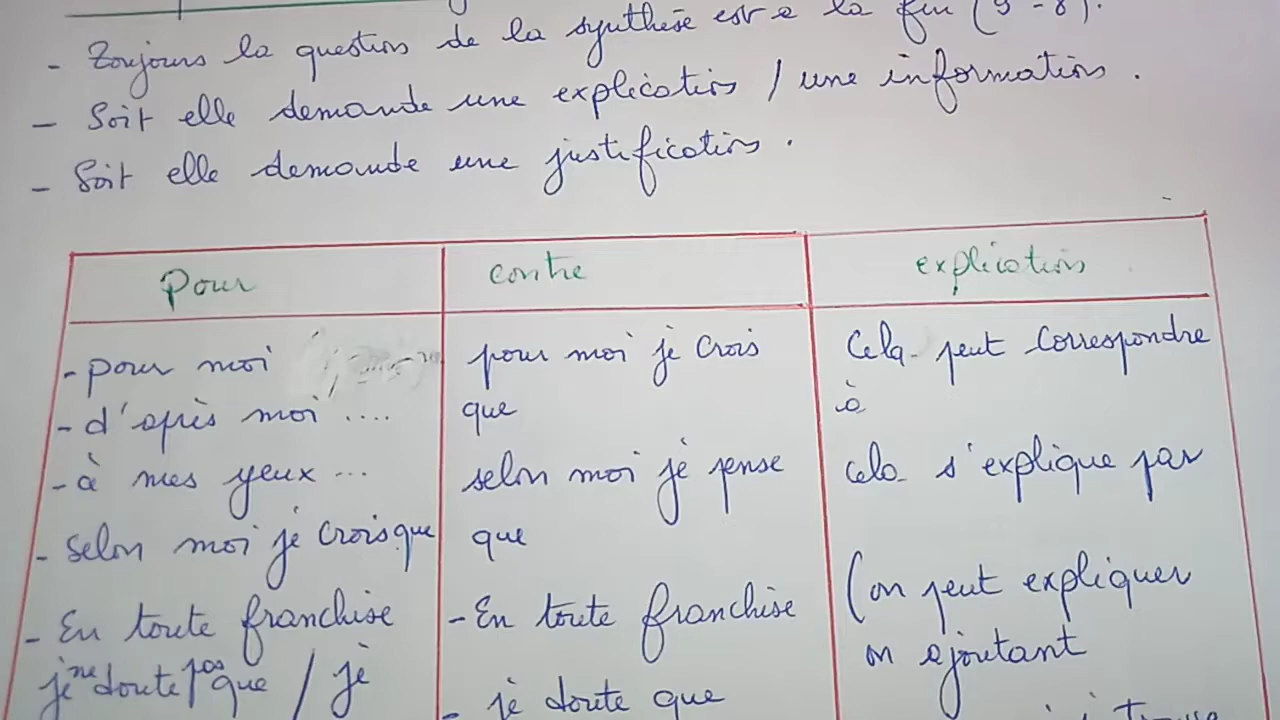 - Toujours la question de la synthèse est à la fin (9-8).
- Soit elle demande une explication / une information.
- Soit elle demande une justification.
Pour
contre
explication
- pour moi
- d'après moi ....
- à mes yeux ...
- selon moi je crois que
- En toute franchise
je ne doute pas que / je
pour moi je crois
que
selon moi je pense
que
- En toute franchise
- je doute que
Cela peut correspondre
à
cela s'explique par
(on peut expliquer
en ajoutant